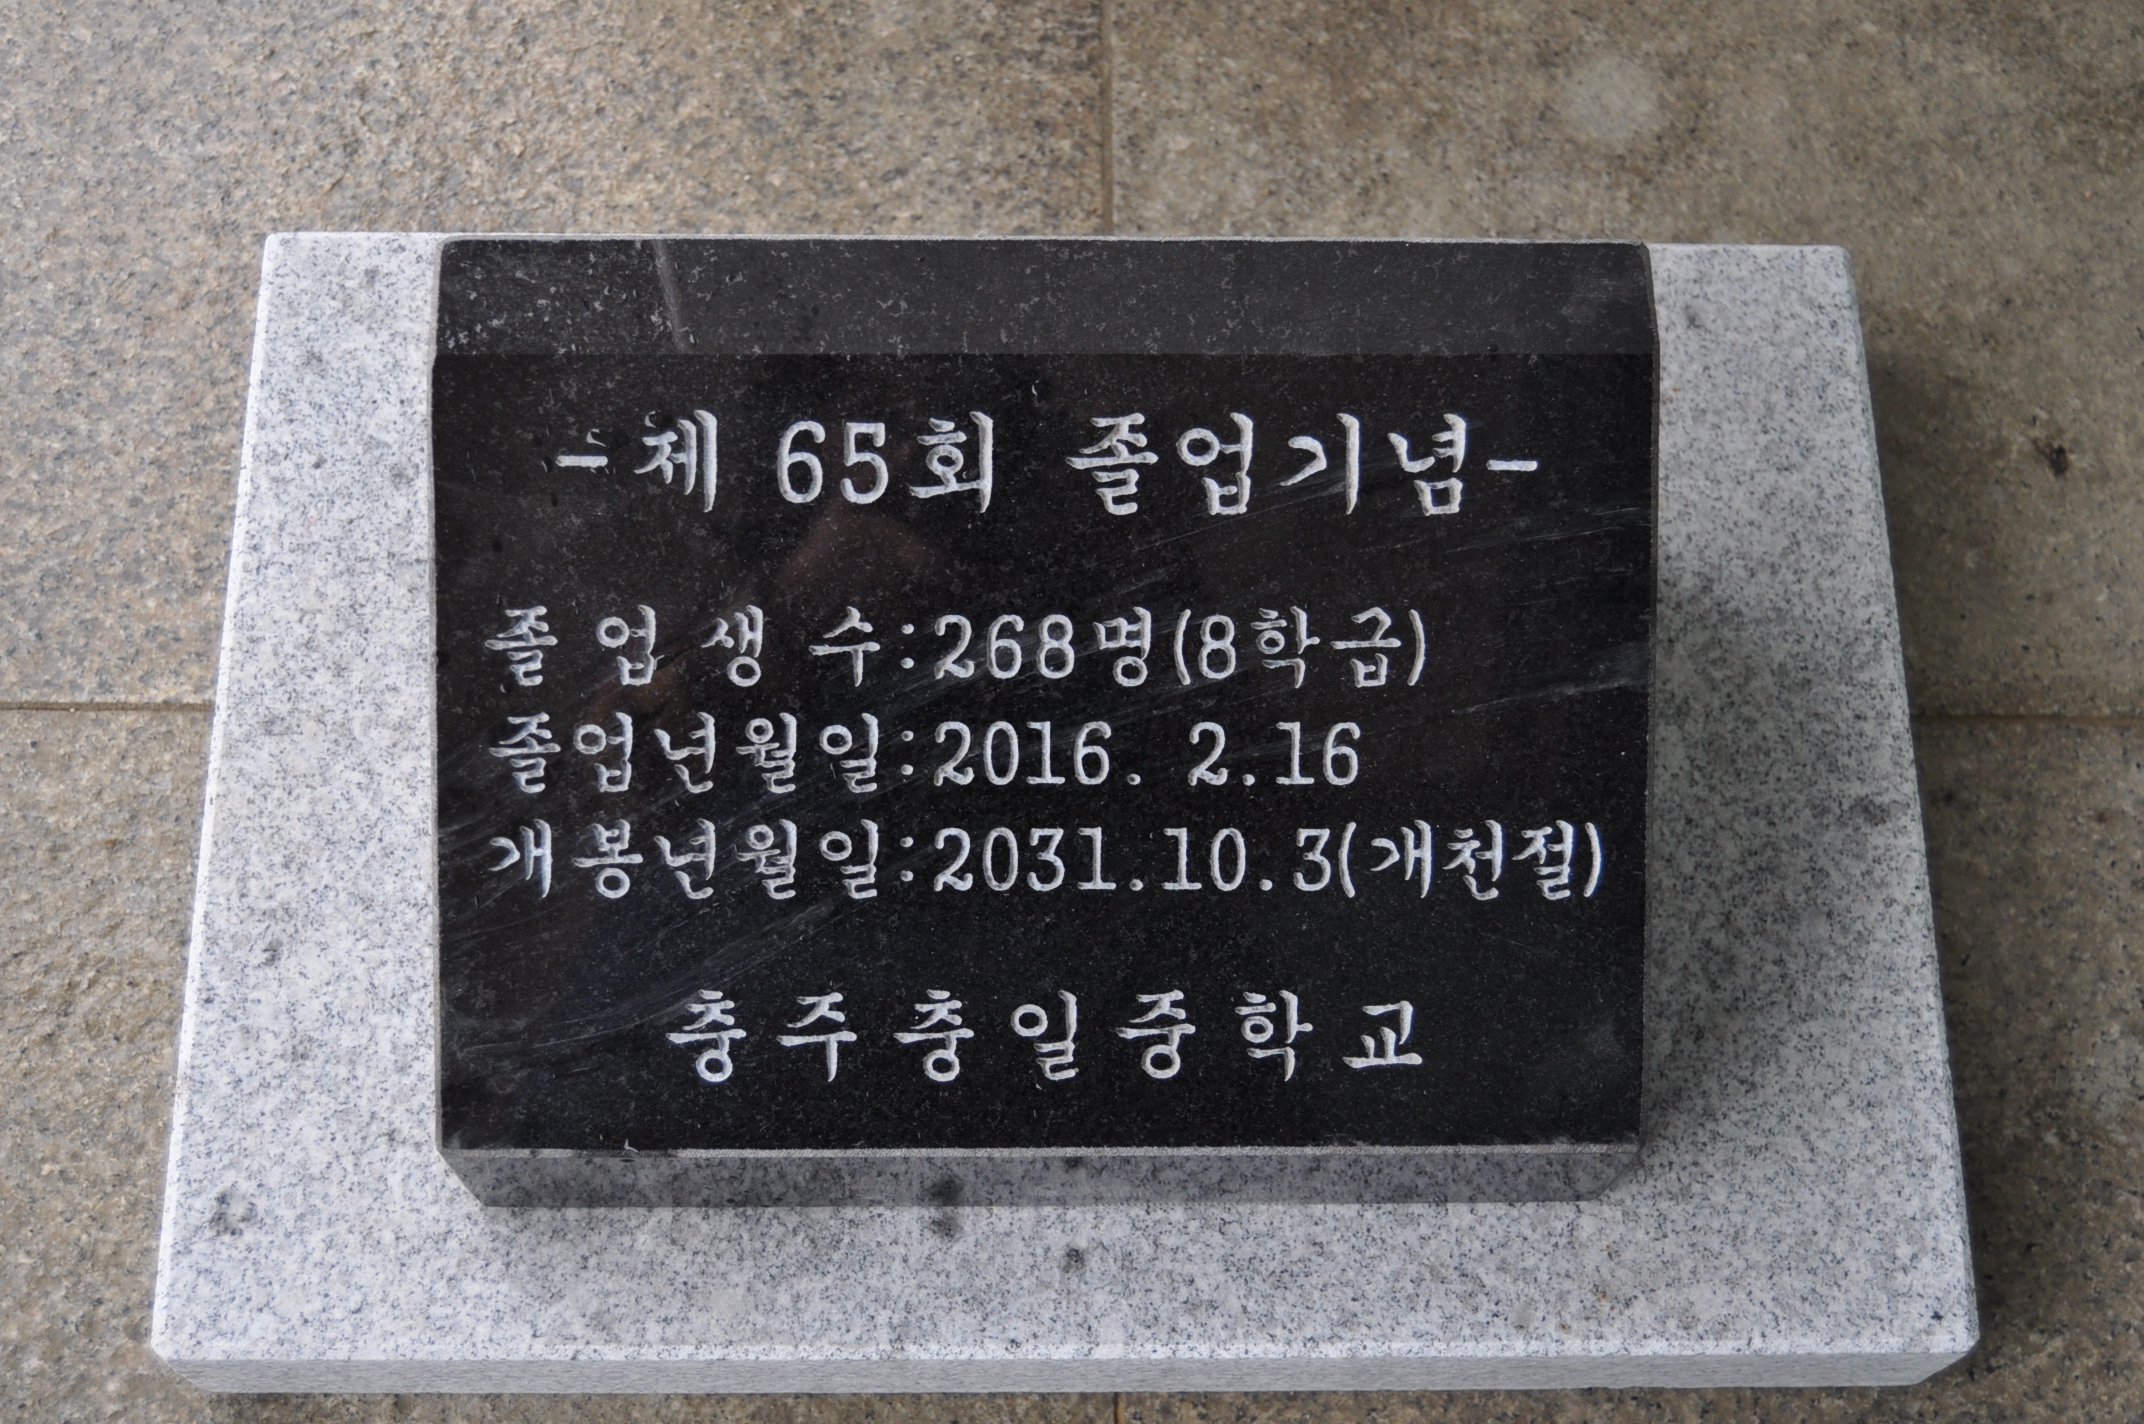 -제 65회 졸업기념-
졸 업 생 수:268명(8학급)
졸업년월일:2016. 2.16
개봉년월일:2031.10.3(개천절)
충주충일중학교